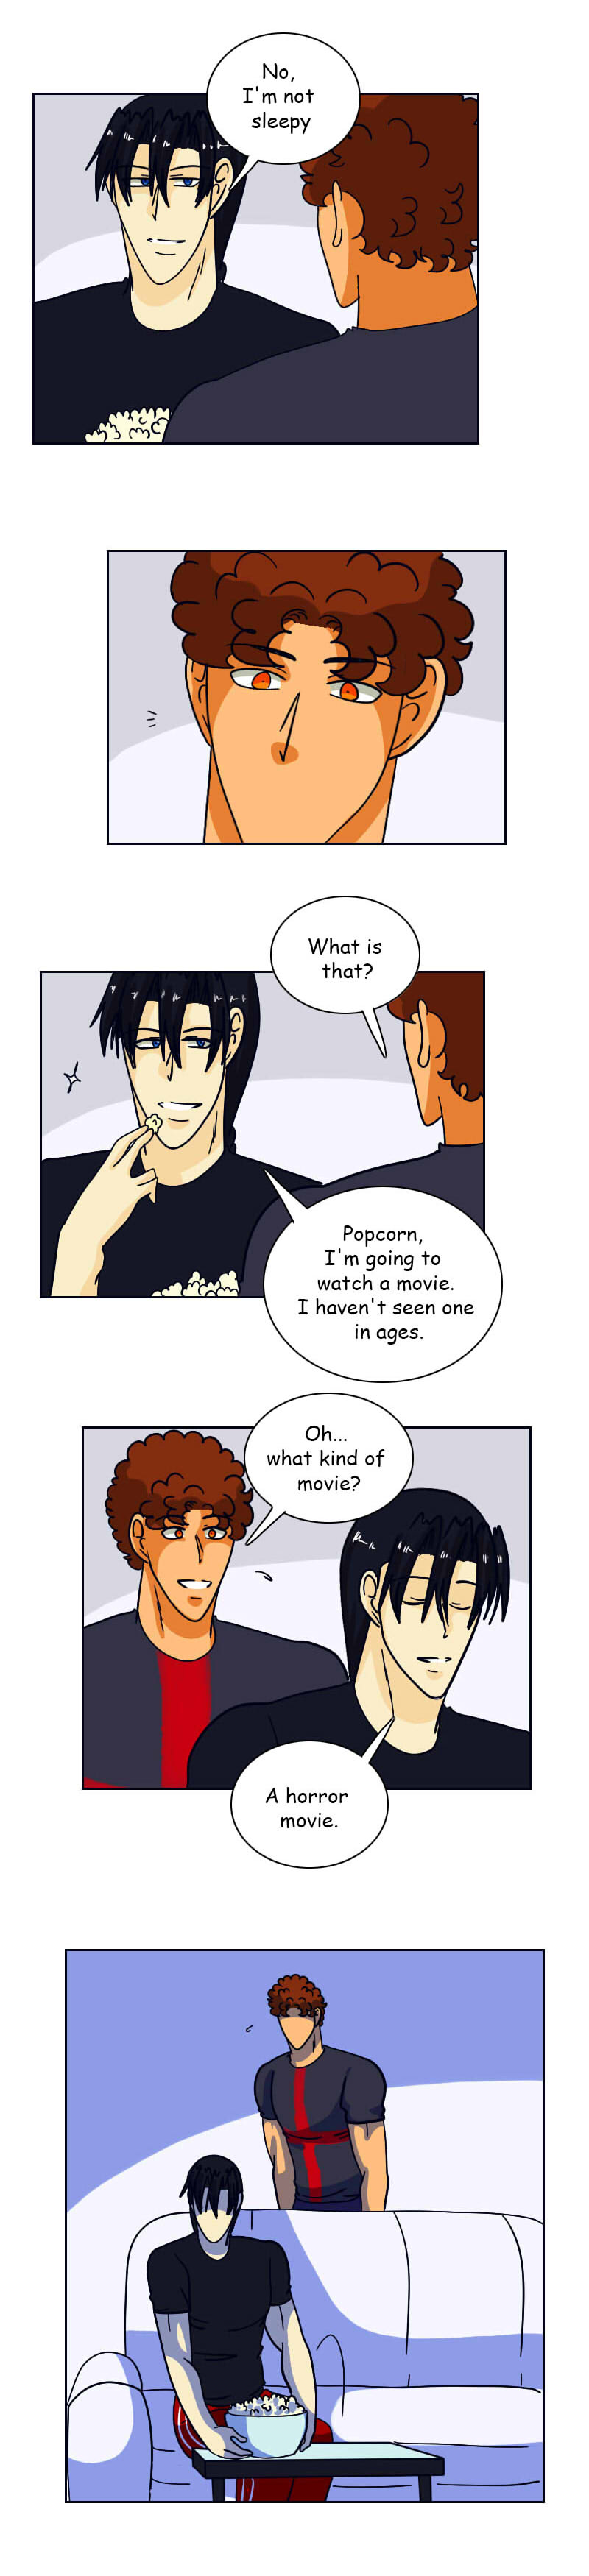 No,
I'm not
sleepy
What is
that?
Popcorn,
I'm going to
watch a movie.
I haven't seen one
in ages.
Oh...
what kind of
movie?
A horror
movie.